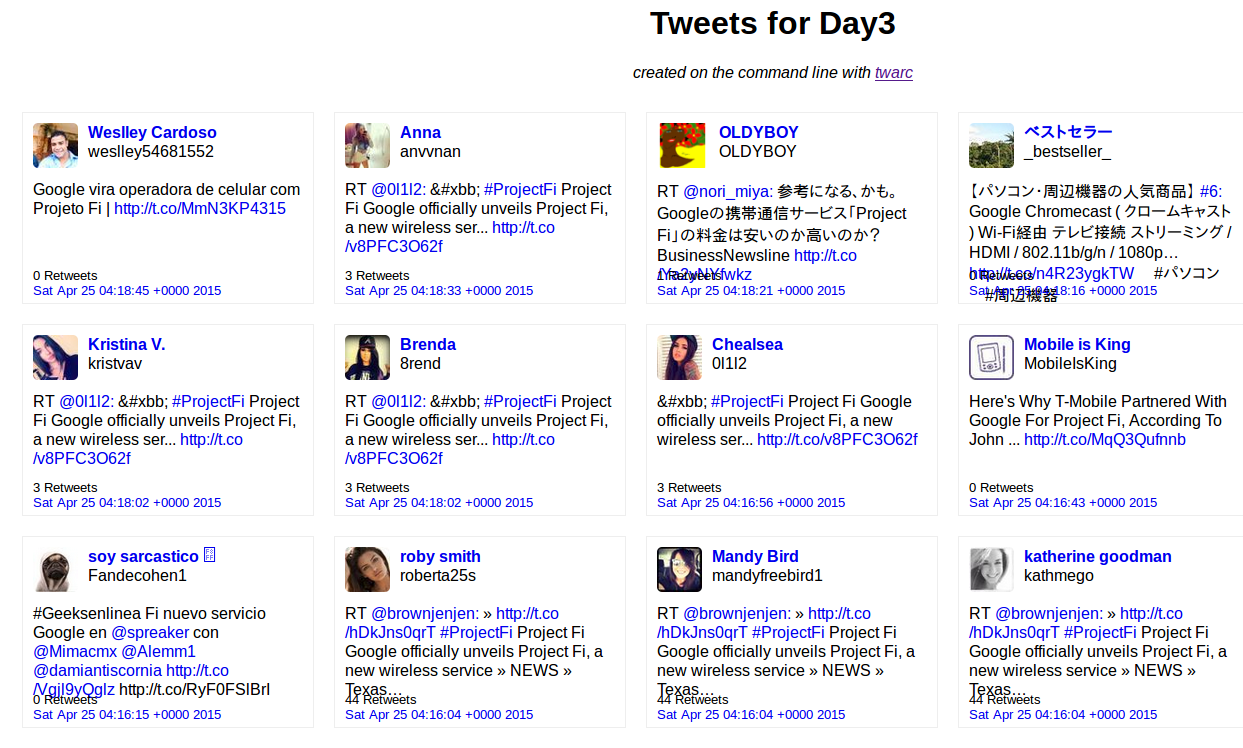 Tweets for Day3
created on the command line with twarc
Weslley Cardoso
weslley54681552
Google vira operadora de celular com
Projeto Fi | http://t.co/MmN3KP4315
0 Retweets
Sat Apr 25 04:18:45 +0000 2015
Anna
anvvnan
RT @0l1l2: &#xbb; #ProjectFi Project
Fi Google officially unveils Project Fi,
a new wireless ser... http://t.co
/v8PFC3O62f
3 Retweets
Sat Apr 25 04:18:33 +0000 2015
OLDYBOY
OLDYBOY
RT @nori_miya: 参考になる、かも。
Googleの携帯通信サービス「Project
Fi」の料金は安いのか高いのか?
BusinessNewsline http://t.co
/Ya2yNYfwkz
1 Retweets
Sat Apr 25 04:18:21 +0000 2015
ベストセラー
_bestseller_
【パソコン・周辺機器の人気商品】 #6:
Google Chromecast ( クロームキャスト
) Wi-Fi経由 テレビ接続 ストリーミング /
HDMI / 802.11b/g/n / 1080p…
http://t.co/n4R23ygkTW #パソコン
#周辺機器
0 Retweets
Sat Apr 25 04:18:16 +0000 2015
Kristina V.
kristvav
RT @0l1l2: &#xbb; #ProjectFi Project
Fi Google officially unveils Project Fi,
a new wireless ser... http://t.co
/v8PFC3O62f
3 Retweets
Sat Apr 25 04:18:02 +0000 2015
Brenda
8rend
RT @0l1l2: &#xbb; #ProjectFi Project
Fi Google officially unveils Project Fi,
a new wireless ser... http://t.co
/v8PFC3O62f
3 Retweets
Sat Apr 25 04:18:02 +0000 2015
Chealsea
0l1l2
&#xbb; #ProjectFi Project Fi Google
officially unveils Project Fi, a new
wireless ser... http://t.co/v8PFC3O62f
3 Retweets
Sat Apr 25 04:16:56 +0000 2015
Mobile is King
MobileIsKing
Here's Why T-Mobile Partnered With
Google For Project Fi, According To
John ... http://t.co/MqQ3Qufnnb
0 Retweets
Sat Apr 25 04:16:43 +0000 2015
soy sarcastico
Fandecohen1
#Geeksenlinea Fi nuevo servicio
Google en @spreaker con
@Mimacmx @Alemm1
@damiantiscornia http://t.co
/VgjI9yOglz http://t.co/RyF0FSlBrI
0 Retweets
Sat Apr 25 04:16:15 +0000 2015
roby smith
roberta25s
RT @brownjenjen: » http://t.co
/hDkJns0qrT #ProjectFi Project Fi
Google officially unveils Project Fi, a
new wireless service » NEWS »
Texas…
44 Retweets
Sat Apr 25 04:16:04 +0000 2015
Mandy Bird
mandyfreebird1
RT @brownjenjen: » http://t.co
/hDkJns0qrT #ProjectFi Project Fi
Google officially unveils Project Fi, a
new wireless service » NEWS »
Texas…
44 Retweets
Sat Apr 25 04:16:04 +0000 2015
katherine goodman
kathmego
RT @brownjenjen: » http://t.co
/hDkJns0qrT #ProjectFi Project Fi
Google officially unveils Project Fi, a
new wireless service » NEWS »
Texas…
44 Retweets
Sat Apr 25 04:16:04 +0000 2015